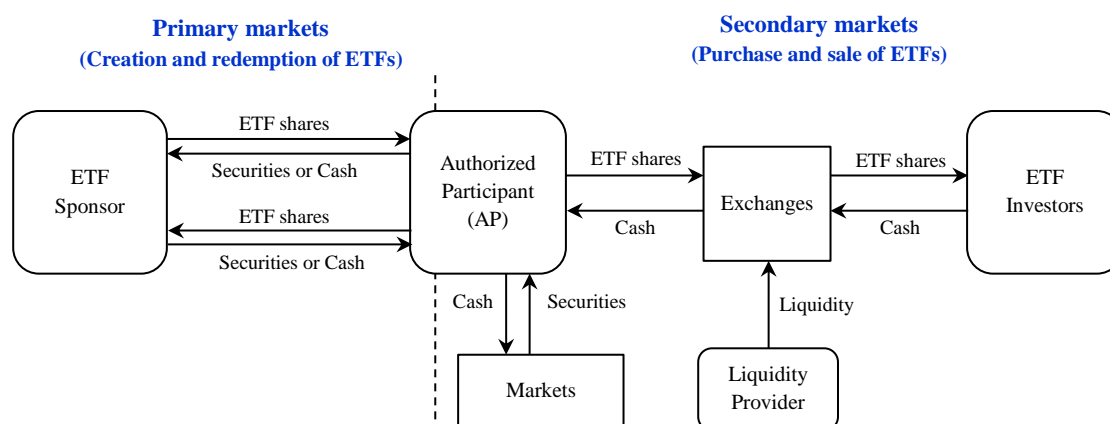 Primary markets
(Creation and redemption of ETFs)
Secondary markets
(Purchase and sale of ETFs)
ETF shares
Securities or Cash
ETF shares
Securities or Cash
ETF
Sponsor
Authorized
Participant
(AP)
ETF shares
Cash
Exchanges
ETF shares
Cash
ETF
Investors
Cash
Securities
Liquidity
Markets
Liquidity
Provider